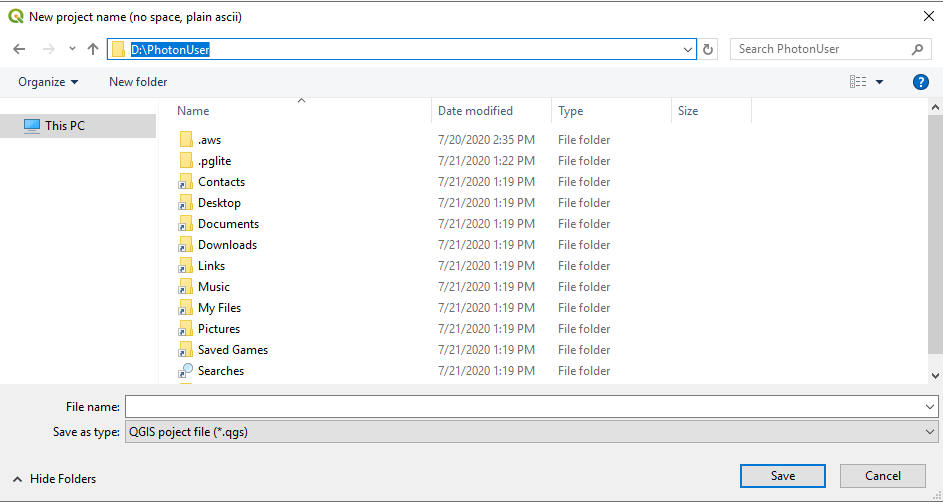 New project name (no space, plain ascii)
D:\PhotonUser
Search PhotonUser
Organize
New folder
Name Date modified Type Size
This PC
.aws 7/20/2020 2:35 PM File folder
.pglite 7/21/2020 1:22 PM File folder
Contacts 7/21/2020 1:19 PM File folder
Desktop 7/21/2020 1:19 PM File folder
Documents 7/21/2020 1:19 PM File folder
Downloads 7/21/2020 1:19 PM File folder
Links 7/21/2020 1:19 PM File folder
Music 7/21/2020 1:19 PM File folder
My Files 7/21/2020 1:19 PM File folder
Pictures 7/21/2020 1:19 PM File folder
Saved Games 7/21/2020 1:19 PM File folder
Searches 7/21/2020 1:19 PM File folder
File name:
Save as type: QGIS poject file (*.qgs)
Hide Folders
Save
Cancel